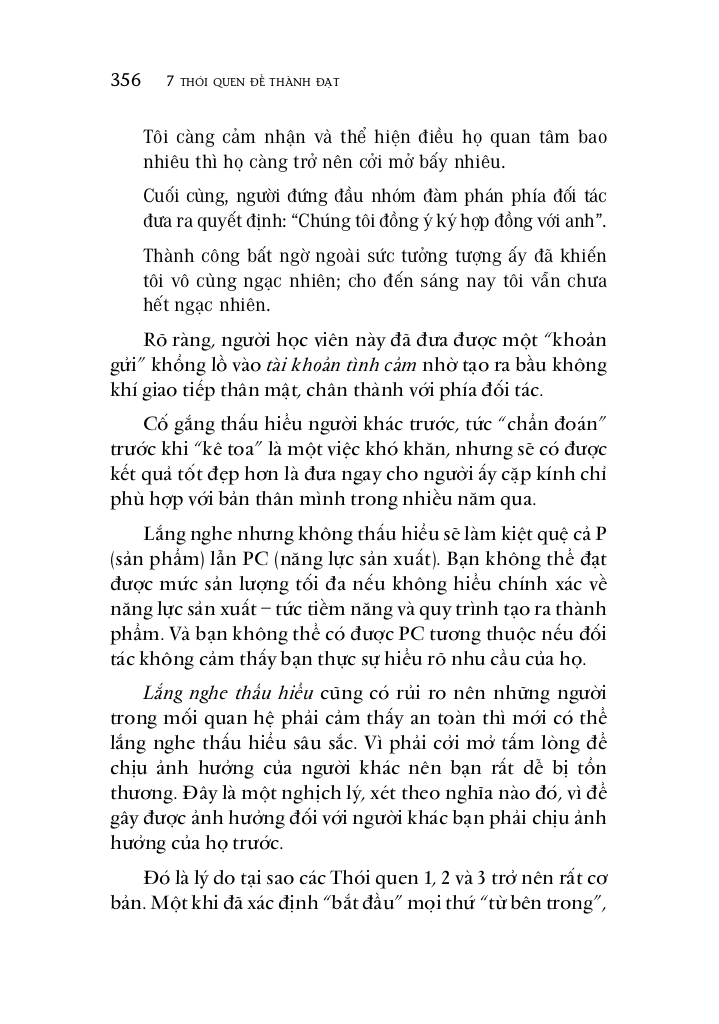 356 7 THÓI QUEN ĐỂ THÀNH ĐẠT
Tôi càng cảm nhận và thể hiện điều họ quan tâm bao
nhiêu thì họ càng trở nên cởi mở bấy nhiêu.
Cuối cùng, người đứng đầu nhóm đàm phán phía đối tác
đưa ra quyết định: “Chúng tôi đồng ý ký hợp đồng với anh”.
Thành công bất ngờ ngoài sức tưởng tượng ấy đã khiến
tôi vô cùng ngạc nhiên; cho đến sáng nay tôi vẫn chưa
hết ngạc nhiên.
Rõ ràng, người học viên này đã đưa được một “khoản
gửi” khổng lồ vào tài khoản tình cảm nhờ tạo ra bầu không
khí giao tiếp thân mật, chân thành với phía đối tác.
Cố gắng thấu hiểu người khác trước, tức “chẩn đoán”
trước khi “kê toa” là một việc khó khăn, nhưng sẽ có được
kết quả tốt đẹp hơn là đưa ngay cho người ấy cặp kính chỉ
phù hợp với bản thân mình trong nhiều năm qua.
Lắng nghe nhưng không thấu hiểu sẽ làm kiệt quệ cả P
(sản phẩm) lẫn PC (năng lực sản xuất). Bạn không thể đạt
được mức sản lượng tối đa nếu không hiểu chính xác về
năng lực sản xuất – tức tiềm năng và quy trình tạo ra thành
phẩm. Và bạn không thể có được PC tương thuộc nếu đối
tác không cảm thấy bạn thực sự hiểu rõ nhu cầu của họ.
Lắng nghe thấu hiểu cũng có rủi ro nên những người
trong mối quan hệ phải cảm thấy an toàn thì mới có thể
lắng nghe thấu hiểu sâu sắc. Vì phải cởi mở tấm lòng để
chịu ảnh hưởng của người khác nên bạn rất dễ bị tổn
thương. Đây là một nghịch lý, xét theo nghĩa nào đó, vì để
gây được ảnh hưởng đối với người khác bạn phải chịu ảnh
hưởng của họ trước.
Đó là lý do tại sao các Thói quen 1, 2 và 3 trở nên rất cơ
bản. Một khi đã xác định “bắt đầu” mọi thứ “từ bên trong”,